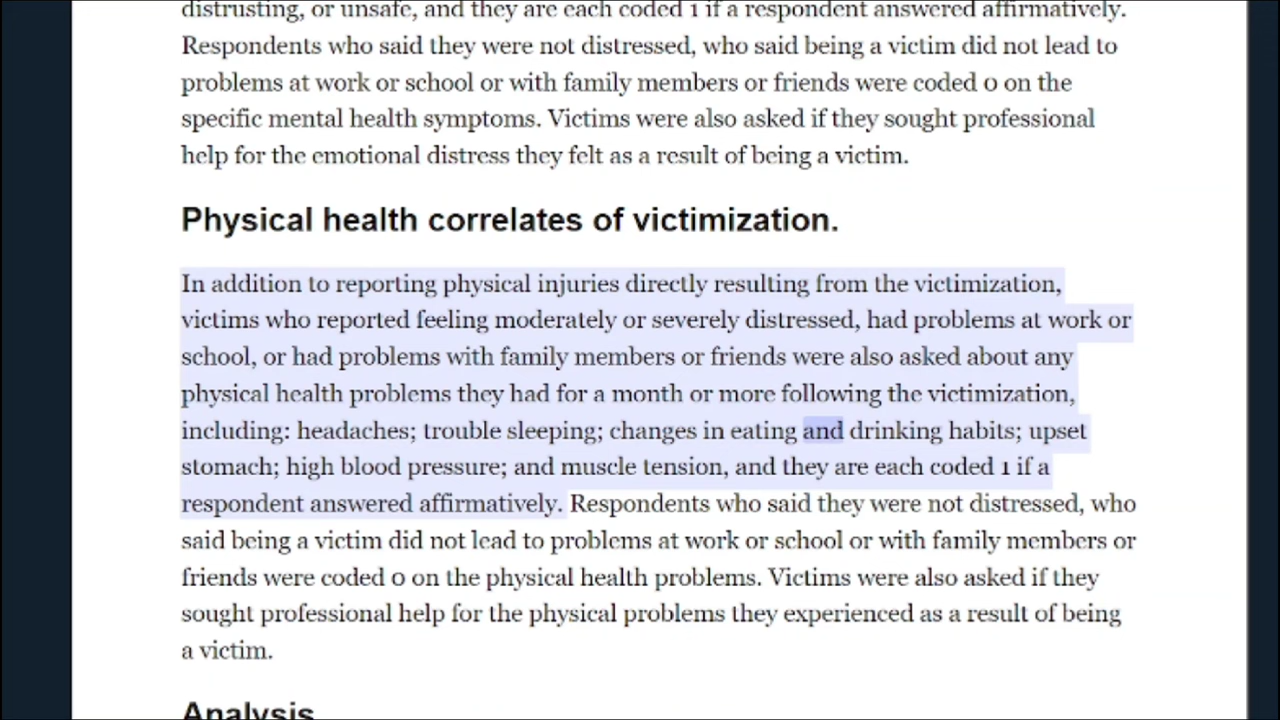 distrusting, or unsafe, and they are each coded 1 if a respondent answered affirmatively.
Respondents who said they were not distressed, who said being a victim did not lead to
problems at work or school or with family members or friends were coded 0 on the
specific mental health symptoms. Victims were also asked if they sought professional
help for the emotional distress they felt as a result of being a victim.
Physical health correlates of victimization.
In addition to reporting physical injuries directly resulting from the victimization,
victims who reported feeling moderately or severely distressed, had problems at work or
school, or had problems with family members or friends were also asked about any
physical health problems they had for a month or more following the victimization,
including: headaches; trouble sleeping; changes in eating and drinking habits; upset
stomach; high blood pressure; and muscle tension, and they are each coded 1 if a
respondent answered affirmatively. Respondents who said they were not distressed, who
said being a victim did not lead to problems at work or school or with family members or
friends were coded 0 on the physical health problems. Victims were also asked if they
sought professional help for the physical problems they experienced as a result of being
a victim.
Analysis